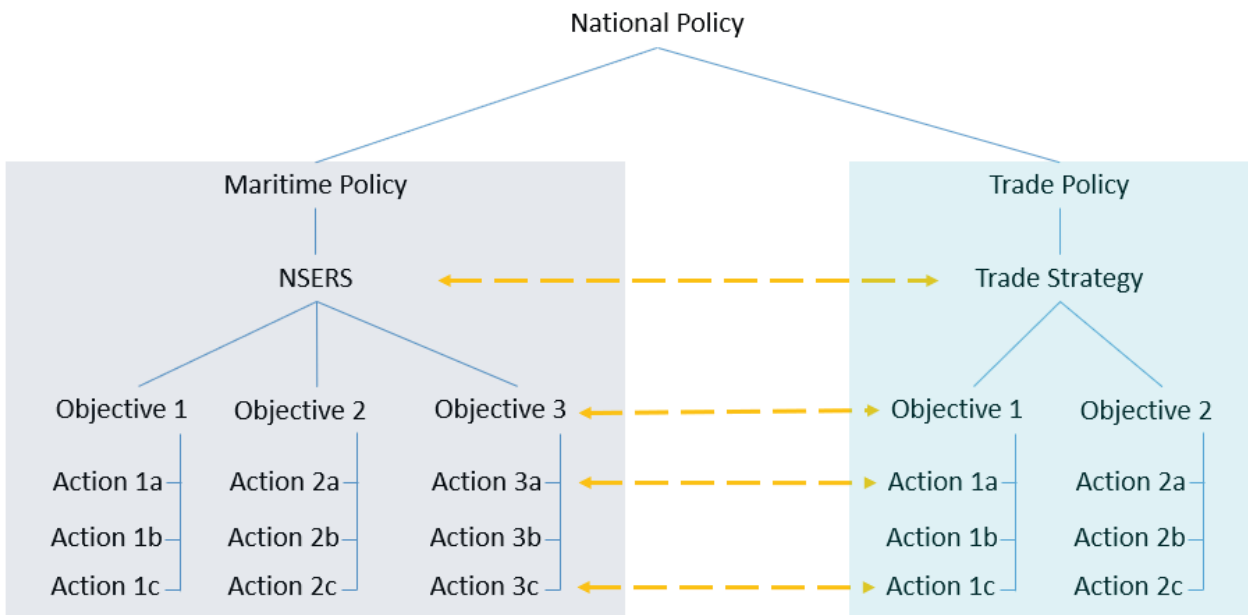 National Policy
Maritime Policy
Trade Policy
NSERS
Trade Strategy
Objective 1
Objective 2
Objective 3
Objective 1
Objective 2
Action 1a
Action 2a
Action 3a
Action 1a
Action 2a
Action 1b
Action 2b
Action 3b
Action 1b
Action 2b
Action 1c
Action 2c
Action 3c
Action 1c
Action 2c